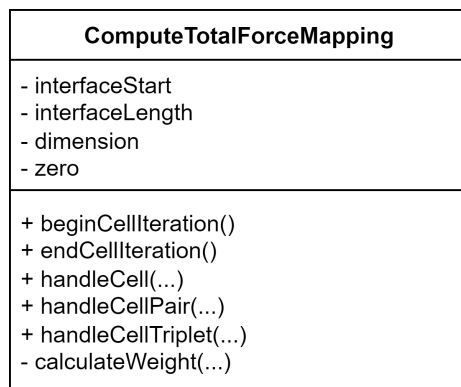 ComputeTotalForceMapping
- interfaceStart
- interfaceLength
- dimension
- zero
+ beginCellIteration()
+ endCellIteration()
+ handleCell(...)
+ handleCellPair(...)
+ handleCellTriplet(...)
- calculateWeight(...)